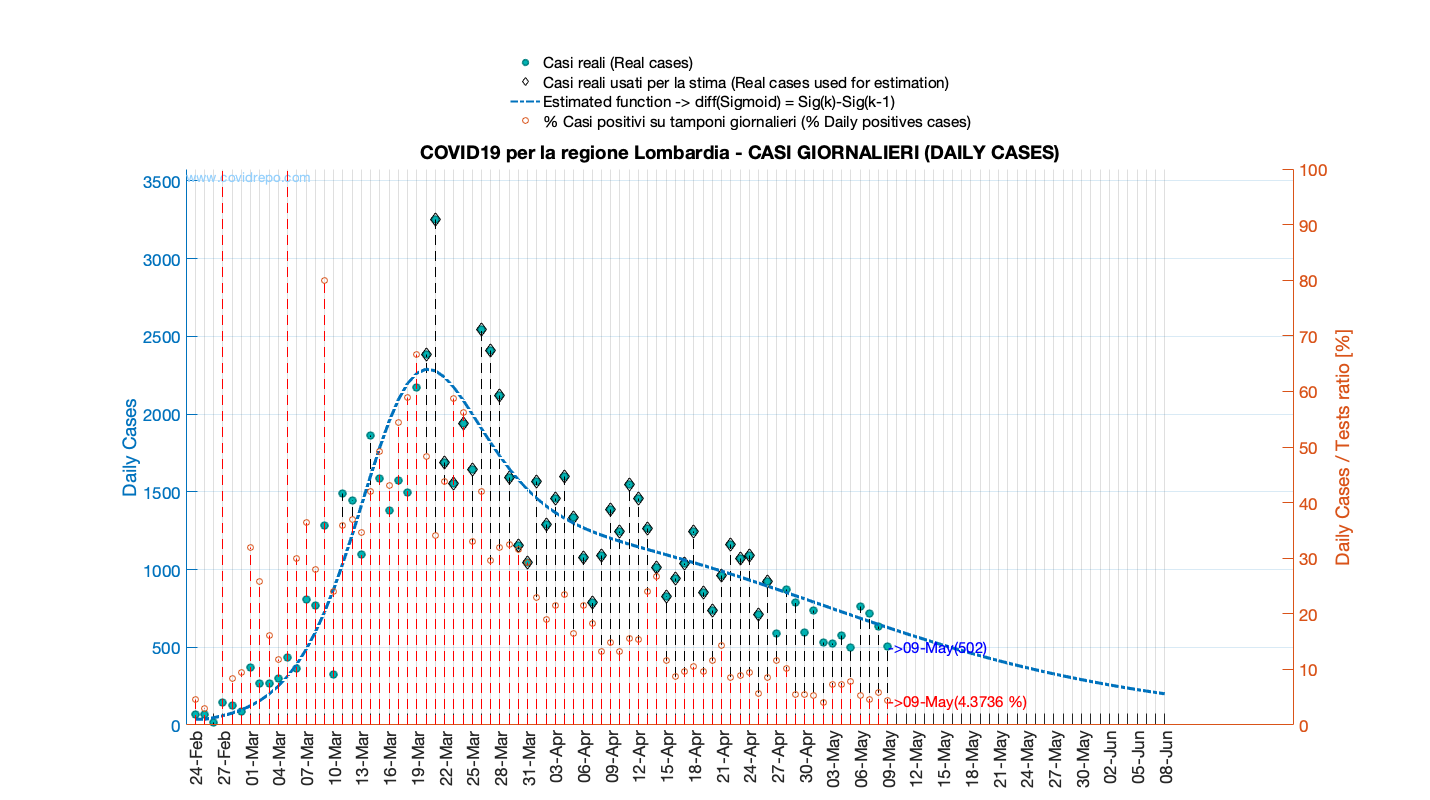 Casi reali (Real cases)
Casi reali usati per la stima (Real cases used for estimation)
Estimated function -> diff(Sigmoid) = Sig(k)-Sig(k-1)
% Casi positivi su tamponi giornalieri (% Daily positives cases)
COVID19 per la regione Lombardia - CASI GIORNALIERI (DAILY CASES)
www.covidrepo.com
3500
3000
2500
2000
1500
1000
500
0
Daily Cases
100
90
80
70
60
50
40
30
20
10
0
Daily Cases / Tests ratio [%]
->09-May(502)
->09-May(4.3736 %)
24-Feb
27-Feb
01-Mar
04-Mar
07-Mar
10-Mar
13-Mar
16-Mar
19-Mar
22-Mar
25-Mar
28-Mar
31-Mar
03-Apr
06-Apr
09-Apr
12-Apr
15-Apr
18-Apr
21-Apr
24-Apr
27-Apr
30-Apr
03-May
06-May
09-May
12-May
15-May
18-May
21-May
24-May
27-May
30-May
02-Jun
05-Jun
08-Jun